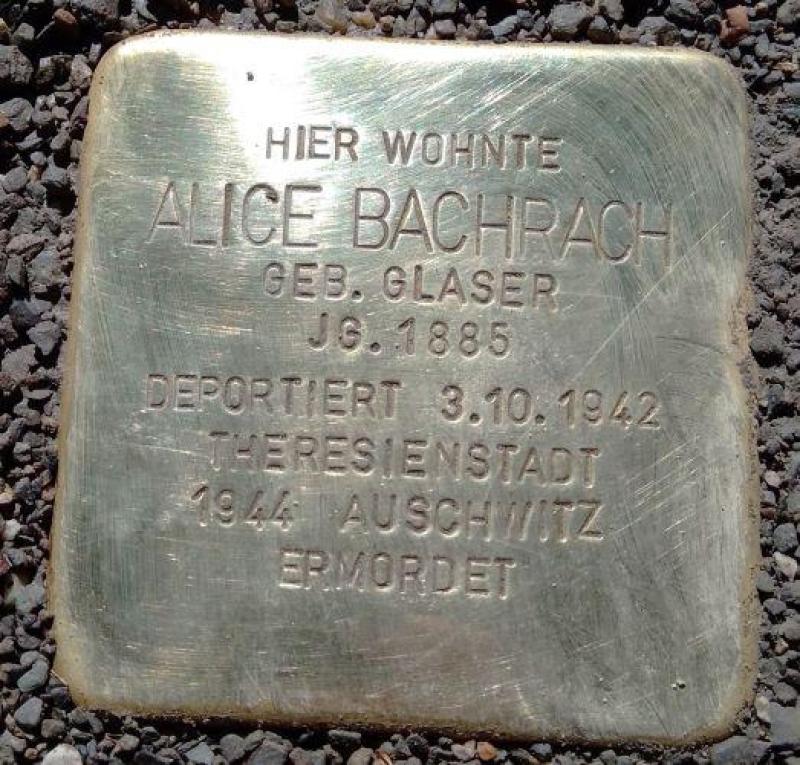 HIER WOHNTE
ALICE BACHRACH
GEB. GLASER
JG. 1885
DEPORTIERT 3.10.1942
THERESIENSTADT
1944 AUSCHWITZ
ERMORDET